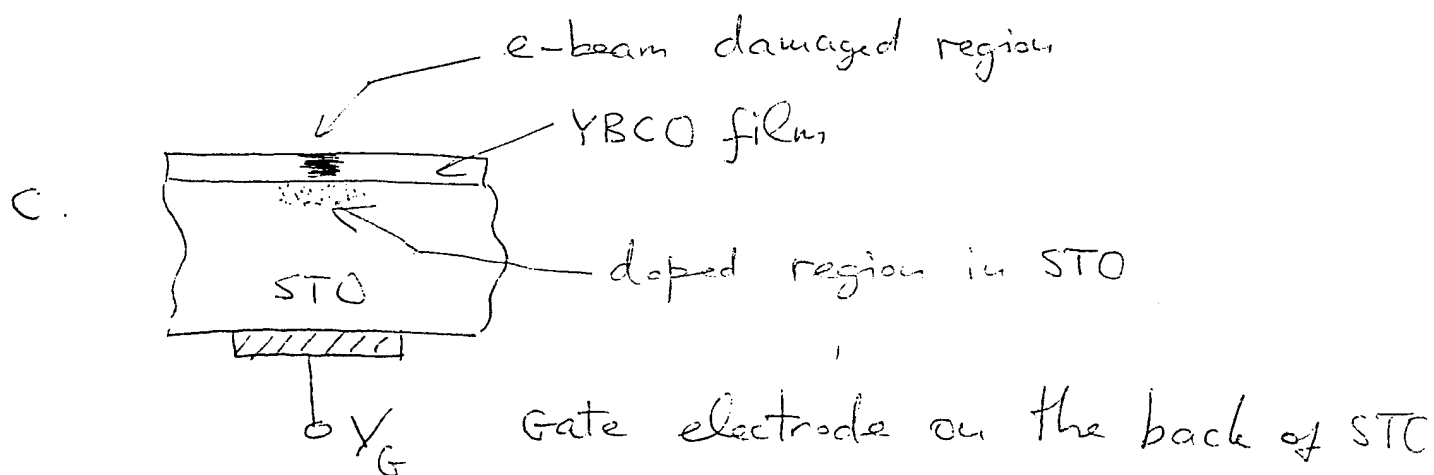 e-beam damaged region
YBCO film
C.
doped region in STO
STO
V_G Gate electrode on the back of STO